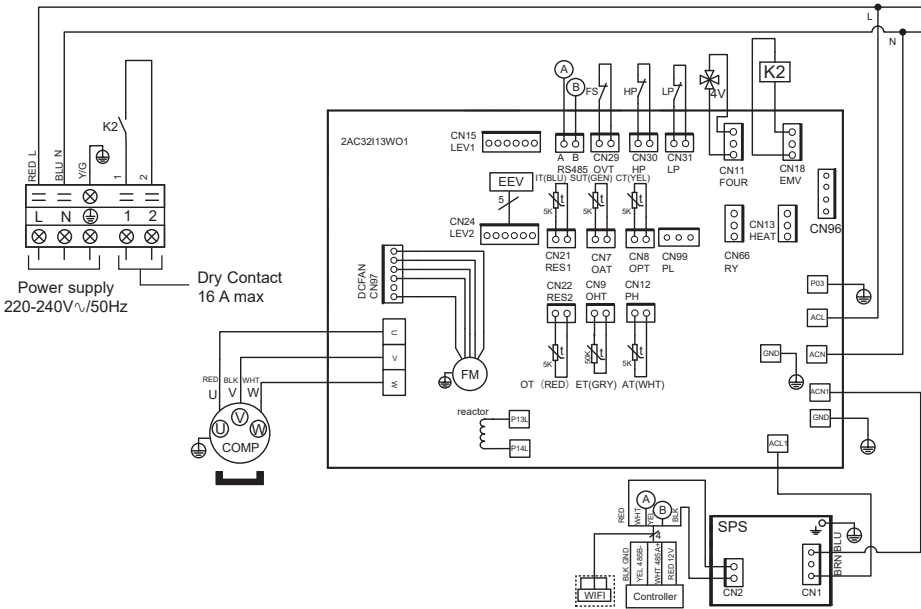 L
N
K2
RED L
BLU N
Y/G
1
2
L N 1 2
Power supply
220-240V∿/50Hz
Dry Contact
16 A max
2AC32I13WO1
CN15
LEV1
A
B
FS
HP
LP
4V
K2
A B
RS485
CN29
OVT
CN30
HP
CN31
LP
CN11
FOUR
CN18
EMV
EEV
5
CN24
LEV2
IT(BLU) SUT(GEN) CT(YEL)
t
5K
t
5K
t
5K
CN21
RES1
CN7
OAT
CN8
OPT
CN99
PL
CN66
RY
CN13
HEAT
CN96
DCFAN
CN97
CN22
RES2
CN9
OHT
CN12
PH
t
5K
t
50K
t
5K
OT（RED） ET(GRY) AT(WHT)
P03
ACL
ACN
GND
ACN1
GND
ACL1
U
V
W
FM
RED BLK WHT
U V W
U
V
W
COMP
reactor
P13L
P14L
RED
WHT
A
YEL
B
BLK
4
BLK GND
YEL 485B-
WHT 485A+
RED 12V
WIFI
Controller
SPS
CN2
CN1
BRN BLU